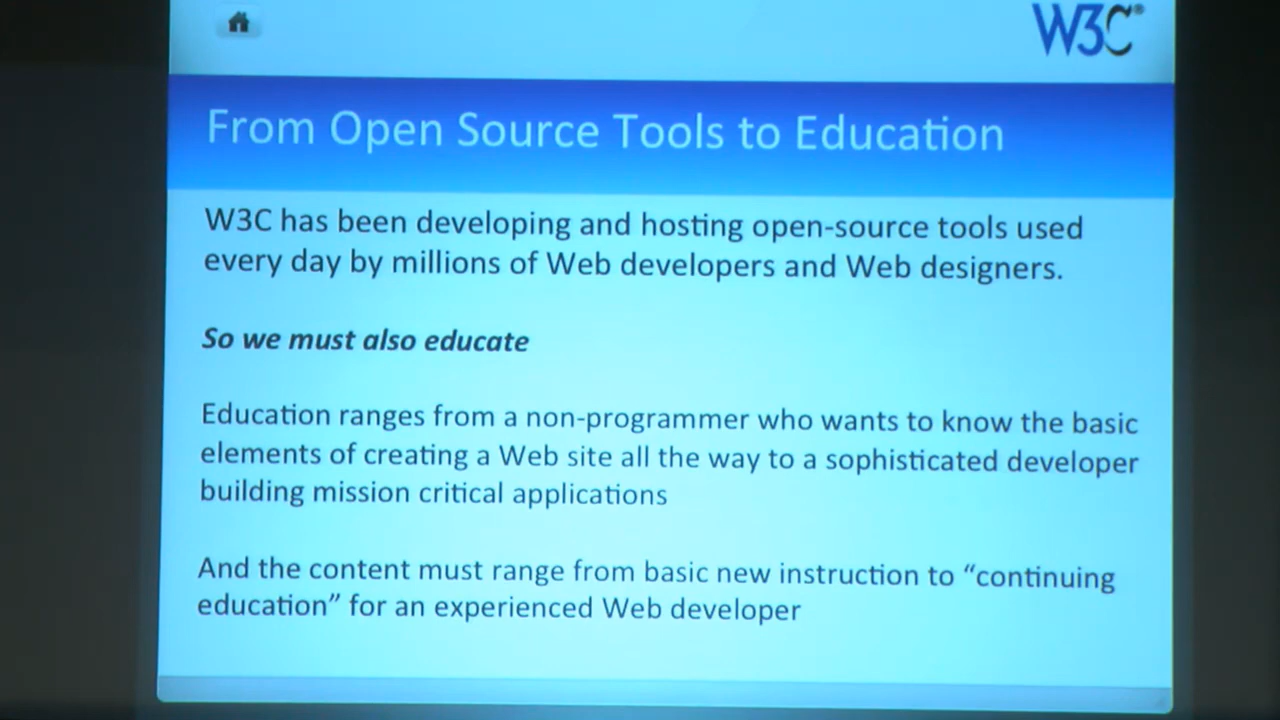 W3C®
From Open Source Tools to Education
W3C has been developing and hosting open-source tools used
every day by millions of Web developers and Web designers.
So we must also educate
Education ranges from a non-programmer who wants to know the basic
elements of creating a Web site all the way to a sophisticated developer
building mission critical applications
And the content must range from basic new instruction to “continuing
education” for an experienced Web developer